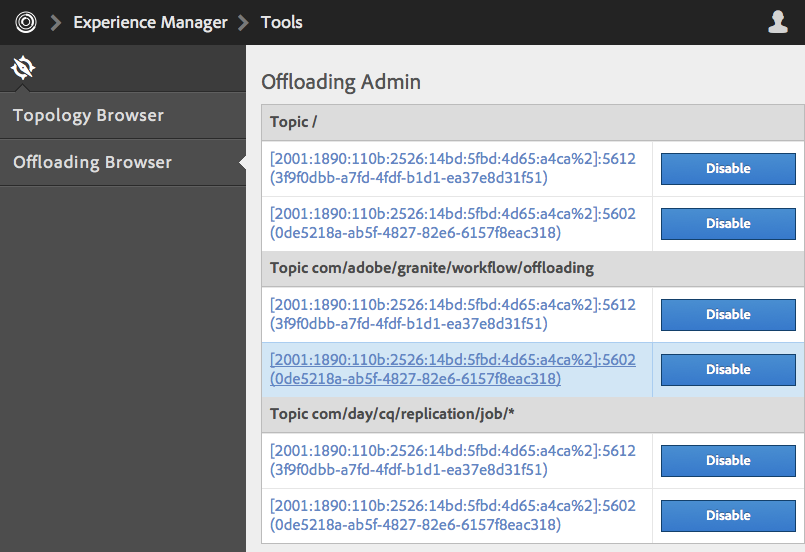 Experience Manager
Tools
Topology Browser
Offloading Browser
Offloading Admin
Topic /
[2001:1890:110b:2526:14bd:5fbd:4d65:a4ca%2]:5612
(3f9f0dbb-a7fd-4fdf-b1d1-ea37e8d31f51)
Disable
[2001:1890:110b:2526:14bd:5fbd:4d65:a4ca%2]:5602
(0de5218a-ab5f-4827-82e6-6157f8eac318)
Disable
Topic com/adobe/granite/workflow/offloading
[2001:1890:110b:2526:14bd:5fbd:4d65:a4ca%2]:5612
(3f9f0dbb-a7fd-4fdf-b1d1-ea37e8d31f51)
Disable
[2001:1890:110b:2526:14bd:5fbd:4d65:a4ca%2]:5602
(0de5218a-ab5f-4827-82e6-6157f8eac318)
Disable
Topic com/day/cq/replication/job/*
[2001:1890:110b:2526:14bd:5fbd:4d65:a4ca%2]:5612
(3f9f0dbb-a7fd-4fdf-b1d1-ea37e8d31f51)
Disable
[2001:1890:110b:2526:14bd:5fbd:4d65:a4ca%2]:5602
(0de5218a-ab5f-4827-82e6-6157f8eac318)
Disable